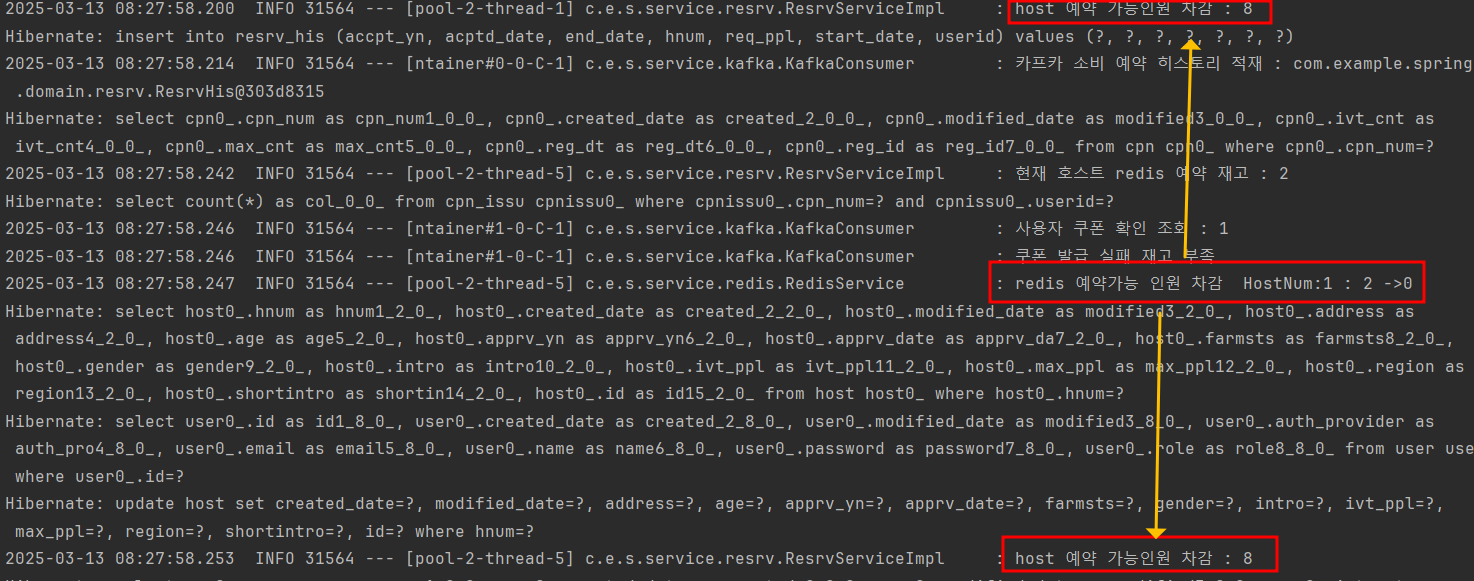 2025-03-13 08:27:58.200  INFO 31564 --- [pool-2-thread-1] c.e.s.service.resrv.ResrvServiceImpl     : host 예약 가능인원 차감 : 8
Hibernate: insert into resrv_his (accpt_yn, acptd_date, end_date, hnum, req_ppl, start_date, userid) values (?, ?, ?, ?, ?, ?, ?)
2025-03-13 08:27:58.214  INFO 31564 --- [ntainer#0-0-C-1] c.e.s.service.kafka.KafkaConsumer        : 카프카 소비 예약 히스토리 적재 : com.example.spring
.domain.resrv.ResrvHis@303d8315
Hibernate: select cpn0_.cpn_num as cpn_num1_0_0_, cpn0_.created_date as created_2_0_0_, cpn0_.modified_date as modified3_0_0_, cpn0_.ivt_cnt as
ivt_cnt4_0_0_, cpn0_.max_cnt as max_cnt5_0_0_, cpn0_.reg_dt as reg_dt6_0_0_, cpn0_.reg_id as reg_id7_0_0_ from cpn cpn0_ where cpn0_.cpn_num=?
2025-03-13 08:27:58.242  INFO 31564 --- [pool-2-thread-5] c.e.s.service.resrv.ResrvServiceImpl     : 현재 호스트 redis 예약 재고 : 2
Hibernate: select count(*) as col_0_0_ from cpn_issu cpnissu0_ where cpnissu0_.cpn_num=? and cpnissu0_.userid=?
2025-03-13 08:27:58.246  INFO 31564 --- [ntainer#1-0-C-1] c.e.s.service.kafka.KafkaConsumer        : 사용자 쿠폰 확인 조회 : 1
2025-03-13 08:27:58.246  INFO 31564 --- [ntainer#1-0-C-1] c.e.s.service.kafka.KafkaConsumer        : 쿠폰 발급 실패 재고 부족
2025-03-13 08:27:58.247  INFO 31564 --- [pool-2-thread-5] c.e.s.service.redis.RedisService         : redis 예약가능 인원 차감  HostNum:1 : 2 ->0
Hibernate: select host0_.hnum as hnum1_2_0_, host0_.created_date as created_2_2_0_, host0_.modified_date as modified3_2_0_, host0_.address as
address4_2_0_, host0_.age as age5_2_0_, host0_.apprv_yn as apprv_yn6_2_0_, host0_.apprv_date as apprv_da7_2_0_, host0_.farmsts as farmsts8_2_0_,
host0_.gender as gender9_2_0_, host0_.intro as intro10_2_0_, host0_.ivt_ppl as ivt_ppl11_2_0_, host0_.max_ppl as max_ppl12_2_0_, host0_.region as
region13_2_0_, host0_.shortintro as shortin14_2_0_, host0_.id as id15_2_0_ from host host0_ where host0_.hnum=?
Hibernate: select user0_.id as id1_8_0_, user0_.created_date as created_2_8_0_, user0_.modified_date as modified3_8_0_, user0_.auth_provider as
auth_pro4_8_0_, user0_.email as email5_8_0_, user0_.name as name6_8_0_, user0_.password as password7_8_0_, user0_.role as role8_8_0_ from user use
where user0_.id=?
Hibernate: update host set created_date=?, modified_date=?, address=?, age=?, apprv_yn=?, apprv_date=?, farmsts=?, gender=?, intro=?, ivt_ppl=?,
max_ppl=?, region=?, shortintro=?, id=? where hnum=?
2025-03-13 08:27:58.253  INFO 31564 --- [pool-2-thread-5] c.e.s.service.resrv.ResrvServiceImpl     : host 예약 가능인원 차감 : 8